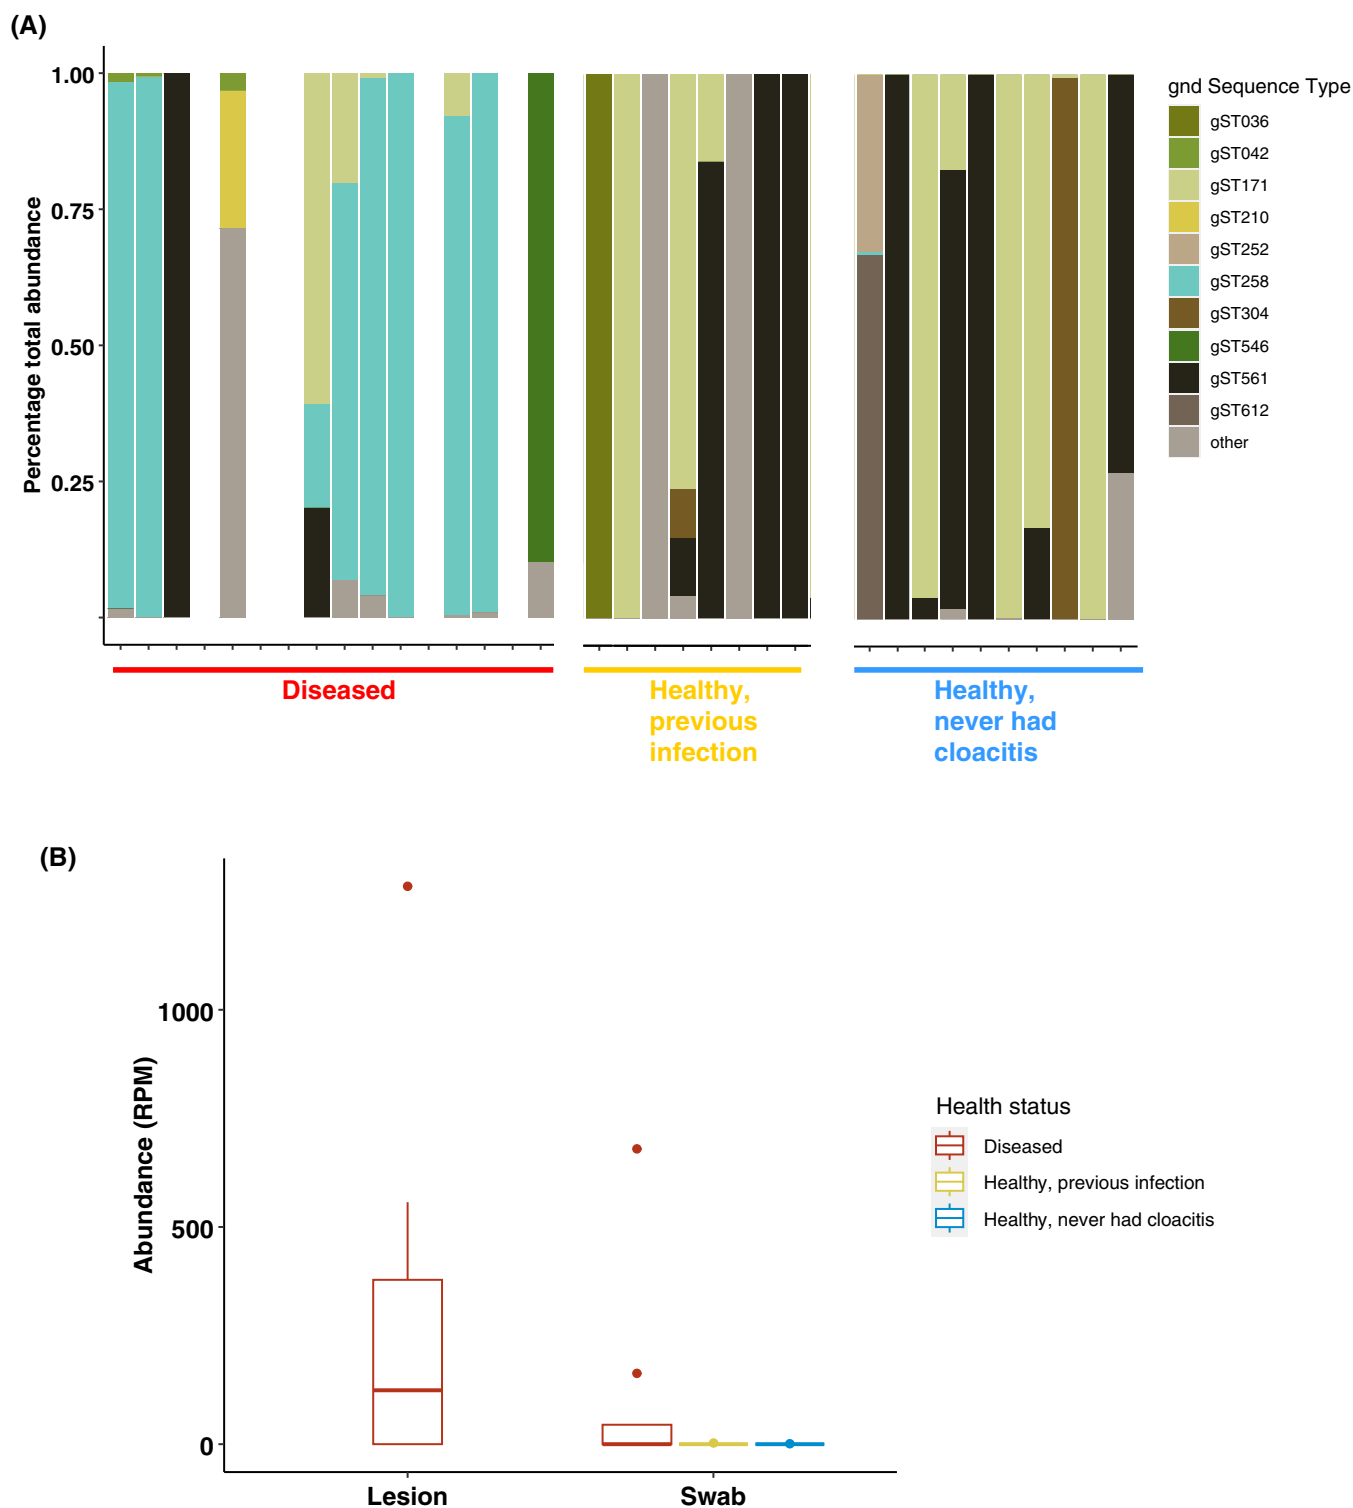 (A)
1.00
0.75
0.50
0.25
Percentage total abundance
gnd Sequence Type
gST036
gST042
gST171
gST210
gST252
gST258
gST304
gST546
gST561
gST612
other
Diseased
Healthy,
previous
infection
Healthy,
never had
cloacitis
(B)
1000
500
0
Abundance (RPM)
Lesion
Swab
Health status
Diseased
Healthy, previous infection
Healthy, never had cloacitis